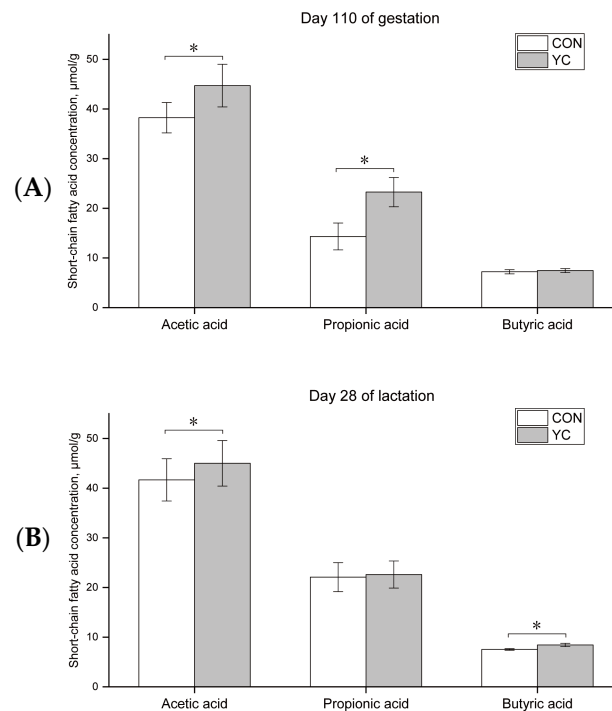 Day 110 of gestation
CON
YC
(A)
Short-chain fatty acid concentration, μmol/g
50
40
30
20
10
0
*
*
Acetic acid
Propionic acid
Butyric acid
Day 28 of lactation
CON
YC
(B)
Short-chain fatty acid concentration, μmol/g
50
40
30
20
10
0
*
*
Acetic acid
Propionic acid
Butyric acid